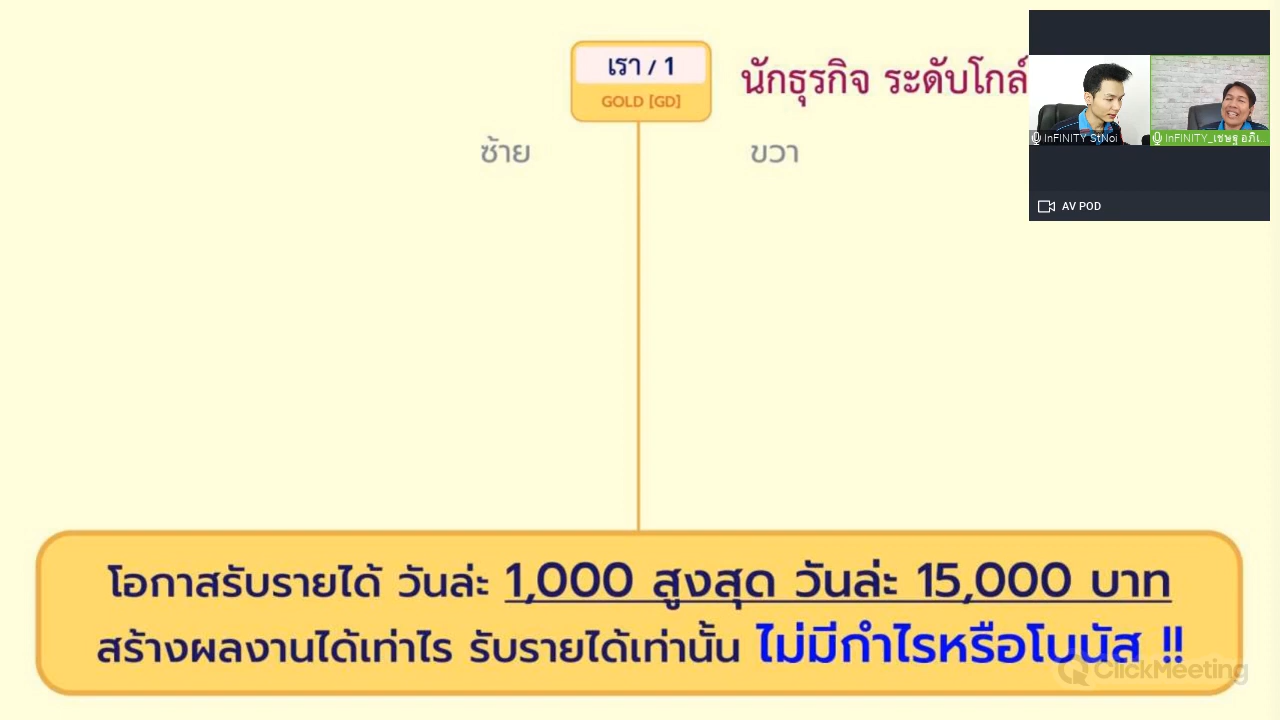 เรา / 1
GOLD [GD]
นักธุรกิจ ระดับโกล์
ซ้าย
ขวา
InFINITY StNoi
InFINITY_เชษฐ อภิเ..
AV POD
โอกาสรับรายได้ วันล่ะ 1,000 สูงสุด วันล่ะ 15,000 บาท
สร้างผลงานได้เท่าไร รับรายได้เท่านั้น ไม่มีกำไรหรือโบนัส !!
ClickMeeting